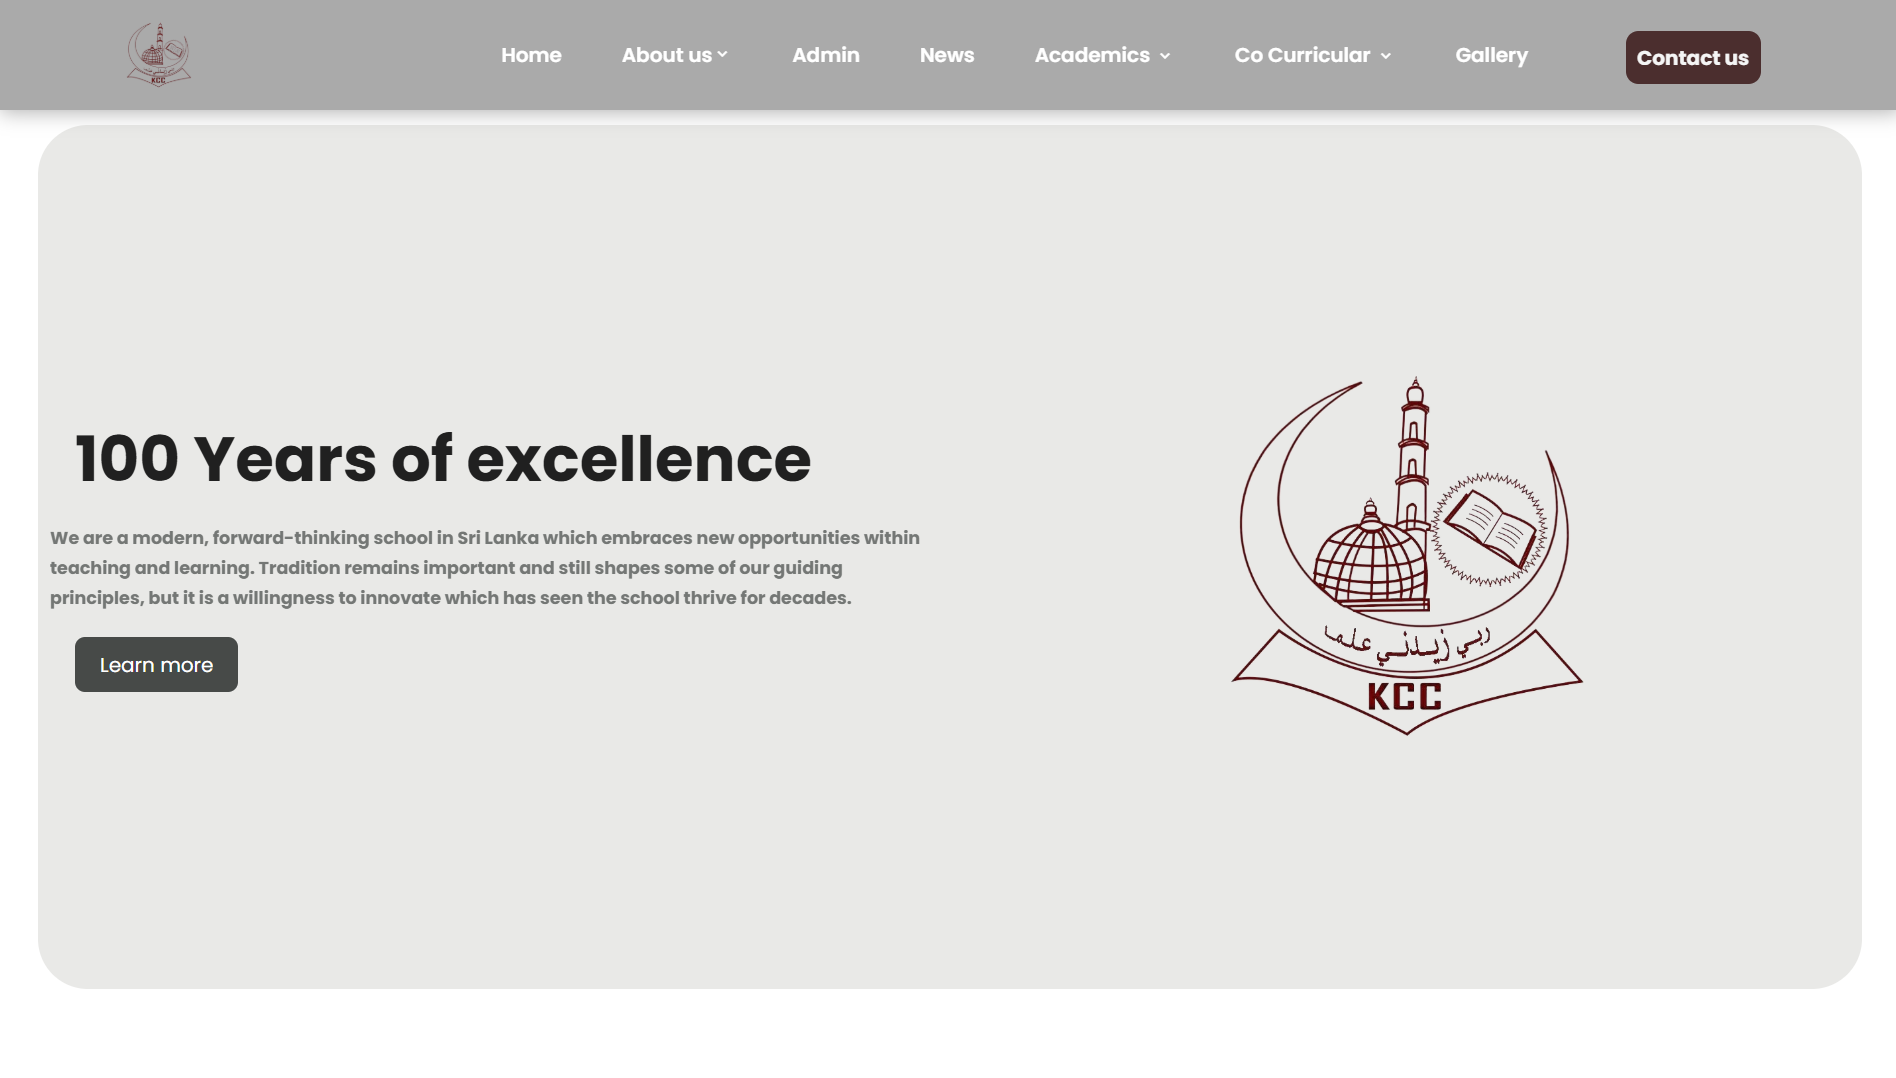 Home
About us
Admin
News
Academics
Co Curricular
Gallery
Contact us
KCC
100 Years of excellence
We are a modern, forward-thinking school in Sri Lanka which embraces new opportunities within
teaching and learning. Tradition remains important and still shapes some of our guiding
principles, but it is a willingness to innovate which has seen the school thrive for decades.
Learn more
ربي زيدني علما
KCC